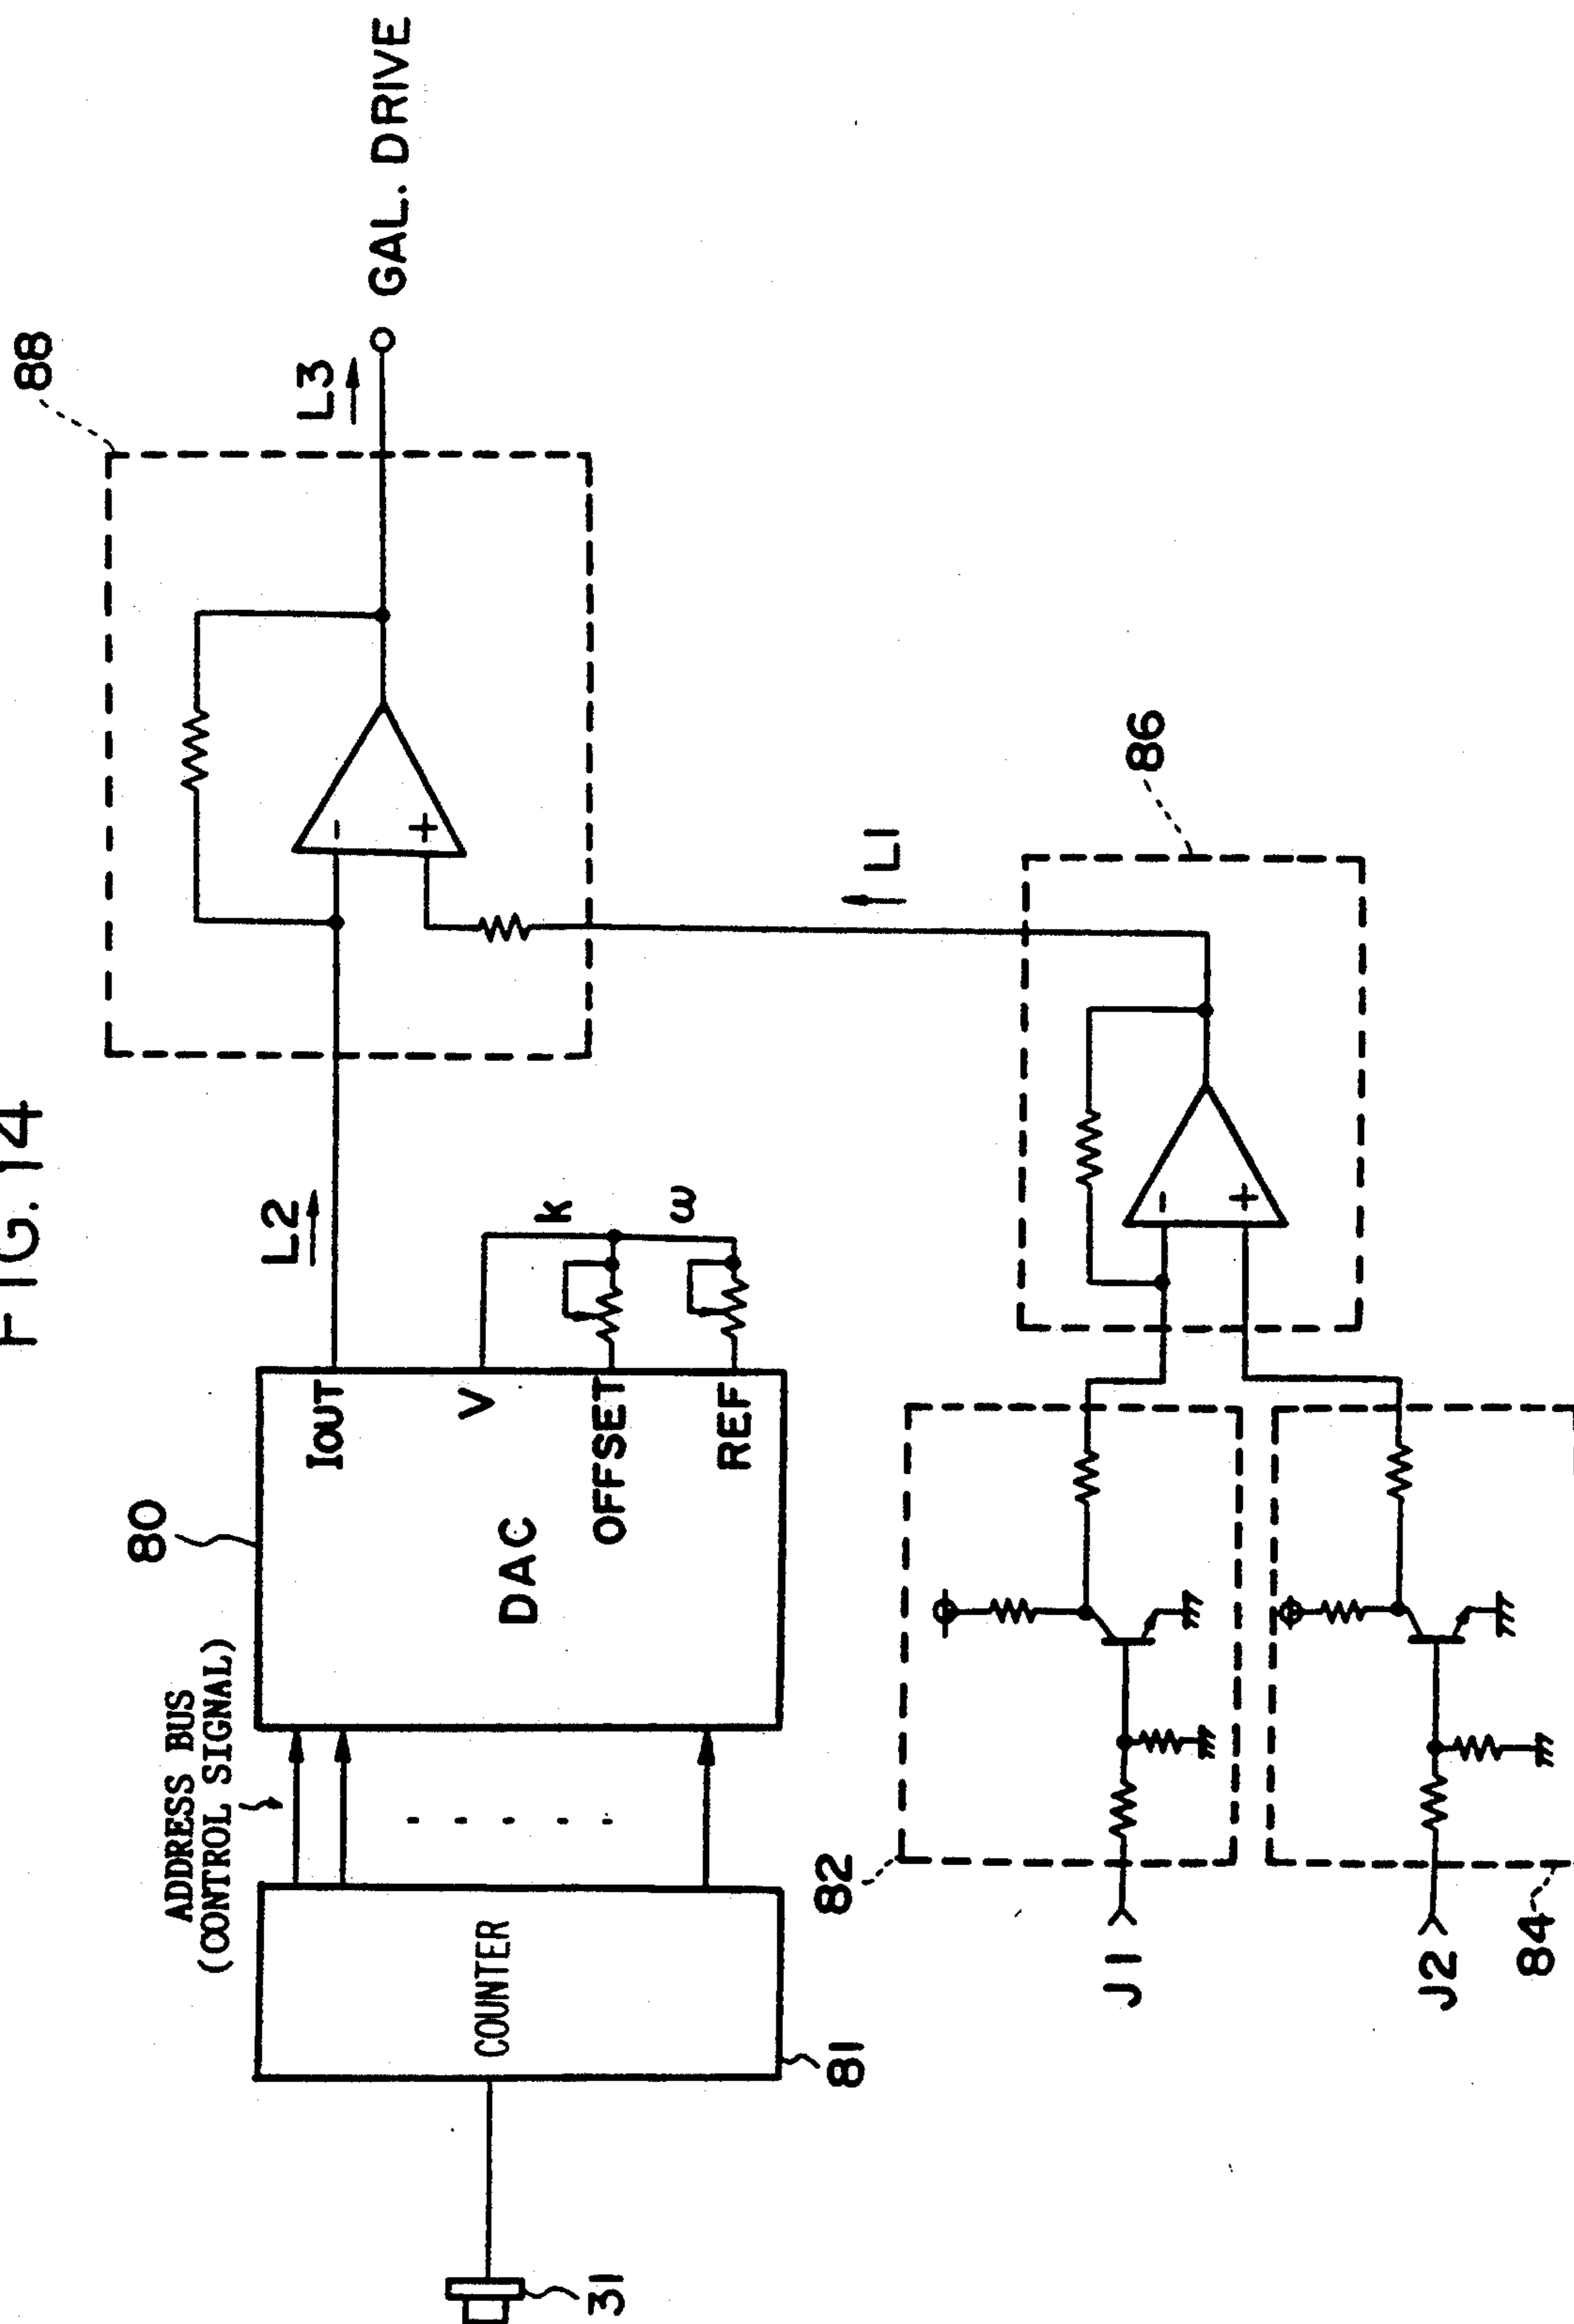 FIG. 14
88
L3
GAL. DRIVE
L2
80
ADDRESS BUS
(CONTROL SIGNAL)
IOUT
V
k
OFFSET
ω
REF
DAC
COUNTER
81
31
L1
86
82
J1
J2
84
-
+
-
+